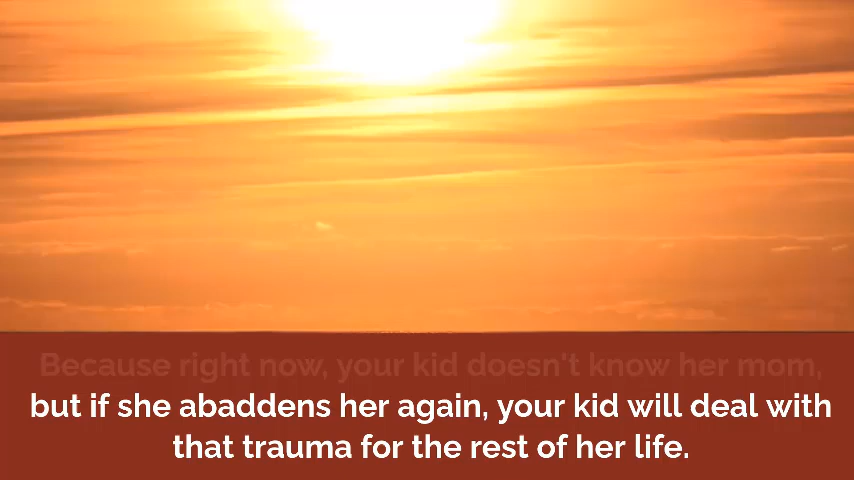 Because right now, your kid doesn't know her mom,
but if she abaddens her again, your kid will deal with
that trauma for the rest of her life.